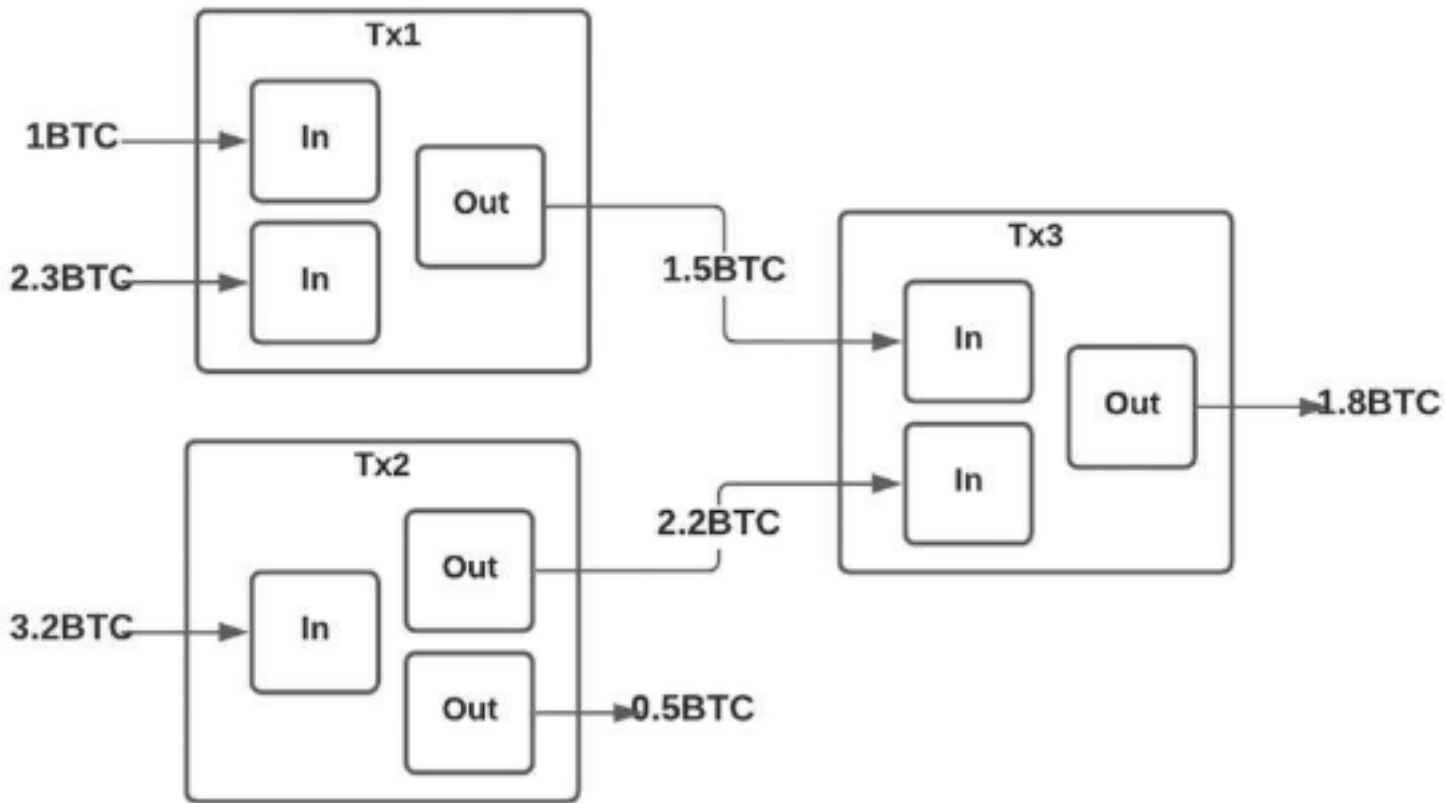 Tx1
1BTC
In
2.3BTC
In
Out
1.5BTC
Tx2
3.2BTC
In
Out
2.2BTC
Out
0.5BTC
Tx3
In
In
Out
1.8BTC